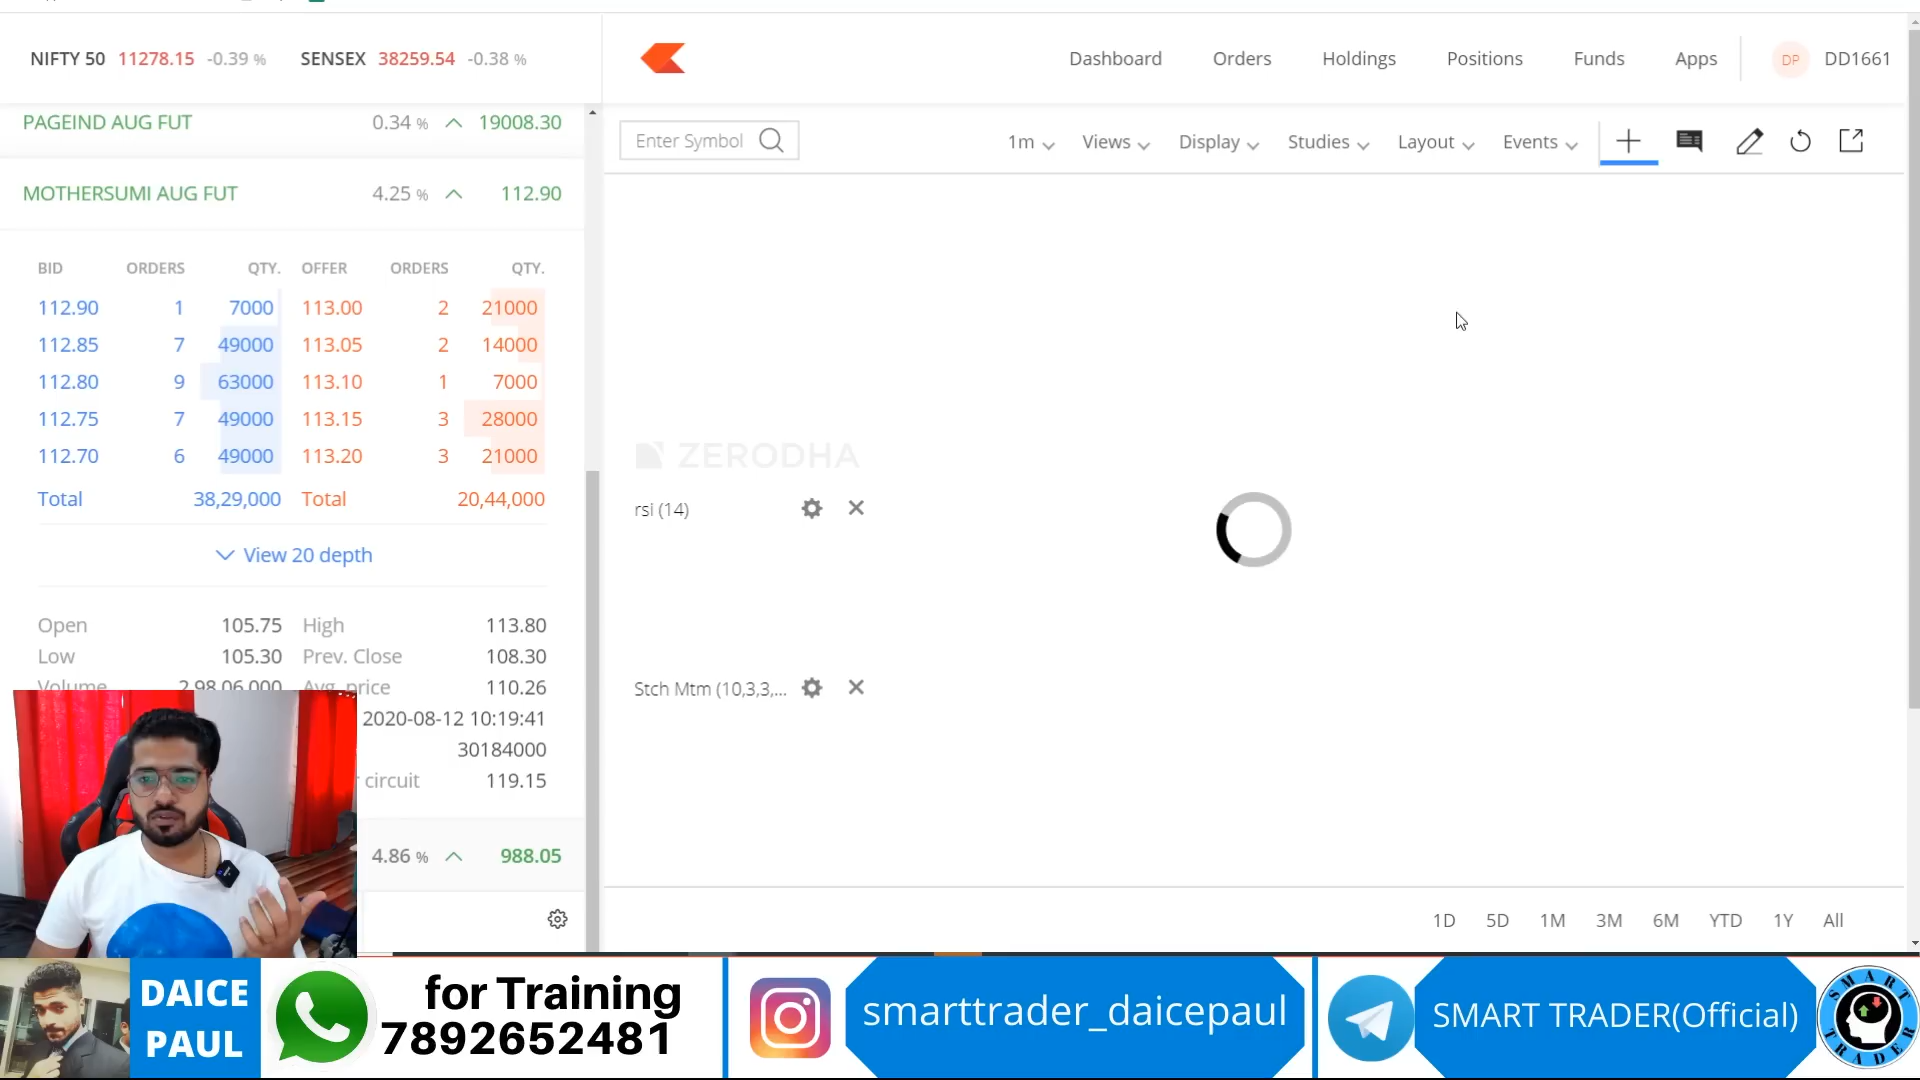 NIFTY 50 11278.15 -0.39 % SENSEX 38259.54 -0.38 %
Dashboard Orders Holdings Positions Funds Apps DP DD1661
PAGEIND AUG FUT 0.34 % 19008.30
Enter Symbol 1m Views Display Studies Layout Events
MOTHERSUMI AUG FUT 4.25 % 112.90
BID ORDERS QTY. OFFER ORDERS QTY.
112.90 1 7000 113.00 2 21000
112.85 7 49000 113.05 2 14000
112.80 9 63000 113.10 1 7000
112.75 7 49000 113.15 3 28000
112.70 6 49000 113.20 3 21000
Total 38,29,000 Total 20,44,000
View 20 depth
ZERODHA
rsi (14)
Open 105.75 High 113.80
Low 105.30 Prev. Close 108.30
Volume 2,98,06,000 Avg. price 110.26
2020-08-12 10:19:41
30184000
circuit 119.15
Stch Mtm (10,3,3,...
4.86 % 988.05
1D 5D 1M 3M 6M YTD 1Y All
DAICE
PAUL
for Training
7892652481
smarttrader_daicepaul
SMART TRADER(Official)
SMART
TRADER